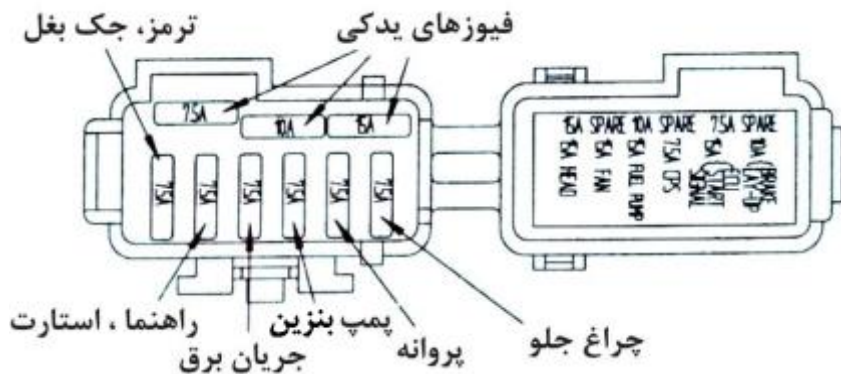 ترمز، جک بغل
فیوزهای یدکی
7.5A
10A
15A
7.5A
7.5A
7.5A
7.5A
7.5A
7.5A
راهنما ، استارت
جریان برق
پمپ بنزین
پروانه
چراغ جلو
15A SPARE
10A SPARE
7.5A SPARE
15A HEAD
15A FAN
15A FUEL PUMP
7.5A CPS
15A
START
SIGNAL
10A